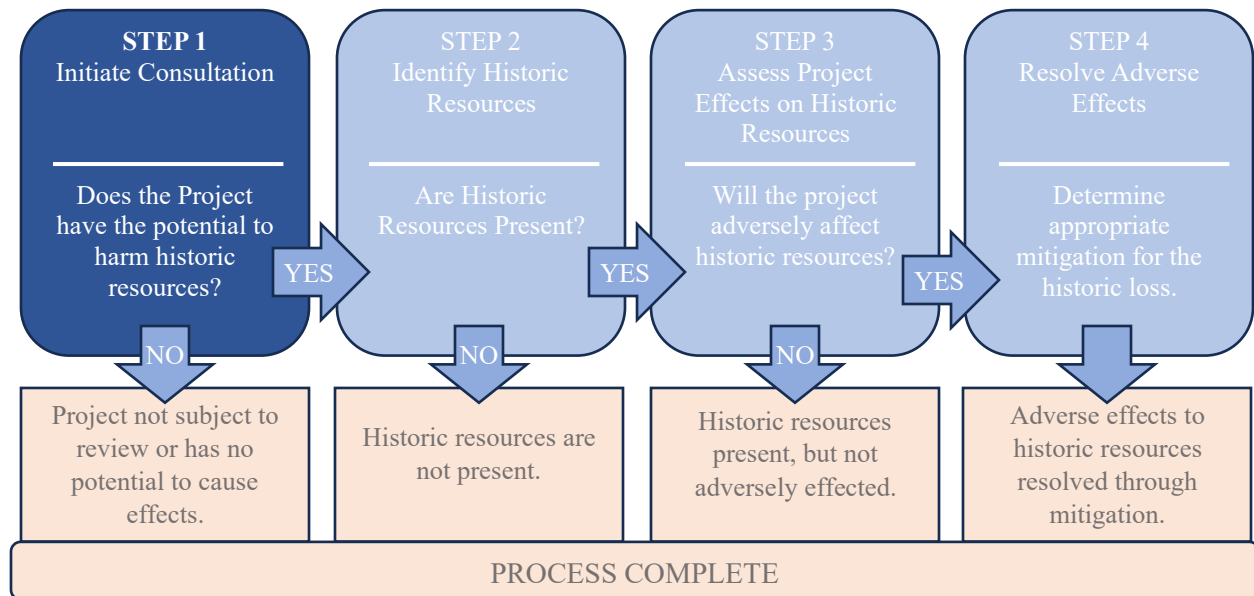 STEP 1
Initiate Consultation
Does the Project
have the potential to
harm historic
resources?
YES
NO
Project not subject to
review or has no
potential to cause
effects.
STEP 2
Identify Historic
Resources
Are Historic
Resources Present?
YES
NO
Historic resources are
not present.
STEP 3
Assess Project
Effects on Historic
Resources
Will the project
adversely affect
historic resources?
YES
NO
Historic resources
present, but not
adversely effected.
STEP 4
Resolve Adverse
Effects
Determine
appropriate
mitigation for the
historic loss.
Adverse effects to
historic resources
resolved through
mitigation.
PROCESS COMPLETE